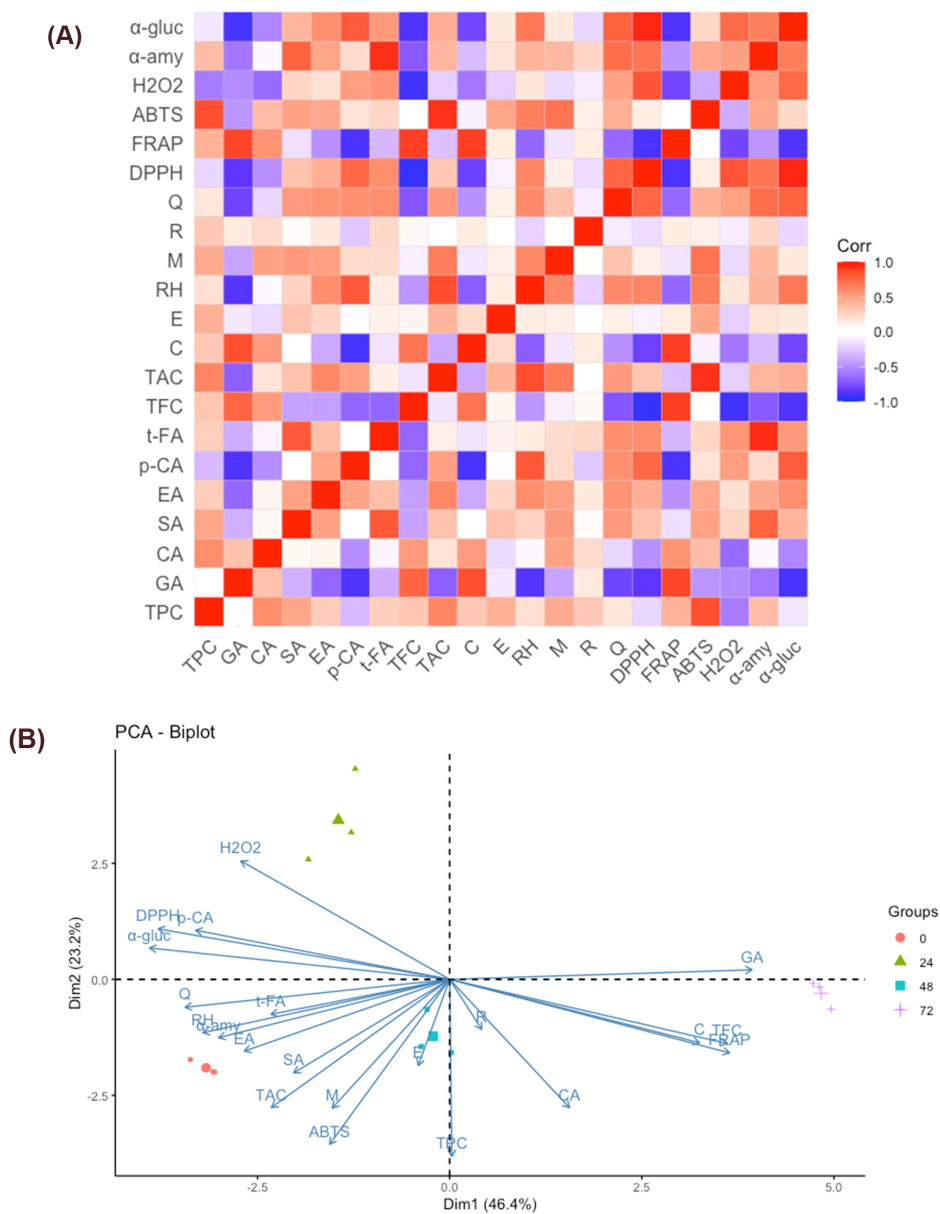 (A)
α-gluc
α-amy
H2O2
ABTS
FRAP
DPPH
Q
R
M
RH
E
C
TAC
TFC
t-FA
p-CA
EA
SA
CA
GA
TPC
TPC GA CA SA EA p-CA t-FA TFC TAC C E RH M R Q DPPH FRAP ABTS H2O2 α-amy α-gluc
Corr
1.0
0.5
0.0
-0.5
-1.0
(B)
PCA - Biplot
Dim2 (23.2%)
2.5
0.0
-2.5
H2O2
DPPH p-CA
α-gluc
GA
Q
t-FA
RH
α-amy
EA
R
C TFC
FRAP
E
SA
TAC M
CA
ABTS
TPC
-2.5 0.0 2.5 5.0
Dim1 (46.4%)
Groups
0
24
48
72